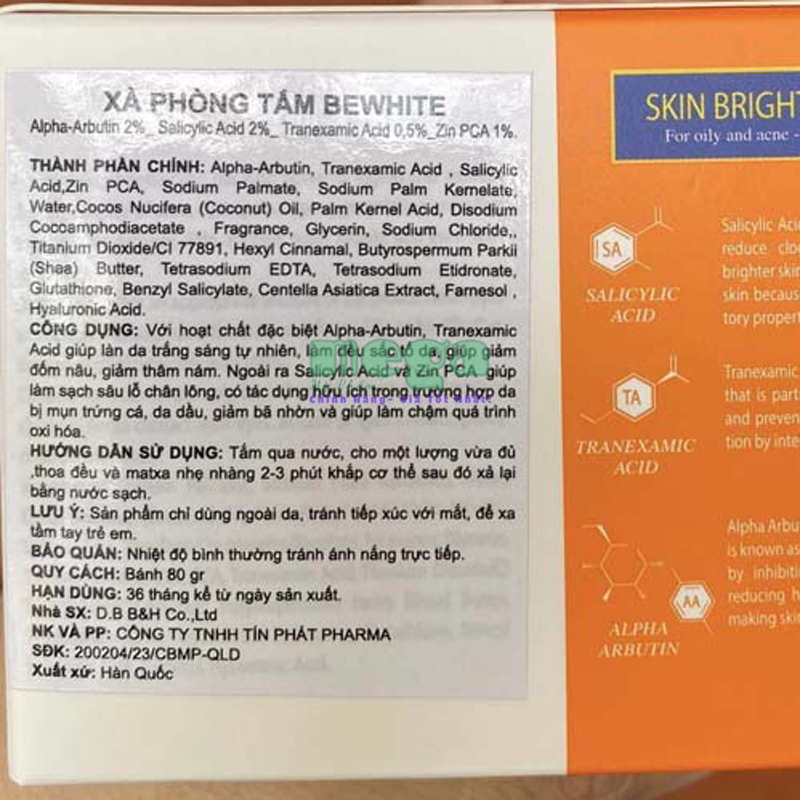 XÀ PHÒNG TẮM BEWHITE
Alpha-Arbutin 2%_ Salicylic Acid 2%_ Tranexamic Acid 0,5%_Zin PCA 1%.
THÀNH PHẦN CHÍNH: Alpha-Arbutin, Tranexamic Acid , Salicylic
Acid,Zin PCA, Sodium Palmate, Sodium Palm Kernelate,
Water,Cocos Nucifera (Coconut) Oil, Palm Kernel Acid, Disodium
Cocoamphodiacetate , Fragrance, Glycerin, Sodium Chloride,,
Titanium Dioxide/CI 77891, Hexyl Cinnamal, Butyrospermum Parkii
(Shaa) Butter, Tetrasodium EDTA, Tetrasodium Etidronate,
Glutathione, Benzyl Salicylate, Centella Asiatica Extract, Farnesol ,
Hyaluronic Acid.
CÔNG DỤNG: Với hoạt chất đặc biệt Alpha-Arbutin, Tranexamic
Acid giúp làn da trắng sáng tự nhiên, làm đều sắc tố da, giúp giảm
đốm nâu, giảm thâm nám. Ngoài ra Salicylic Acid và Zin PCA giúp
làm sạch sâu lỗ chân lông, có tác dụng hữu ích trong trường hợp da
bị mụn trứng cá, da dầu, giảm bã nhờn và giúp làm chậm quá trình
oxi hóa.
HƯỚNG DẪN SỬ DỤNG: Tắm qua nước, cho một lượng vừa đủ
,thoa đều và matxa nhẹ nhàng 2-3 phút khắp cơ thể sau đó xả lại
bằng nước sạch.
LƯU Ý: Sản phẩm chỉ dùng ngoài da, tránh tiếp xúc với mắt, để xa
tầm tay trẻ em.
BẢO QUẢN: Nhiệt độ bình thường tránh ánh nắng trực tiếp.
QUY CÁCH: Bánh 80 gr
HẠN DÙNG: 36 tháng kể từ ngày sản xuất.
Nhà SX: D.B B&H Co.,Ltd
NK VÀ PP: CÔNG TY TNHH TÍN PHÁT PHARMA
SĐK: 200204/23/CBMP-QLD
Xuất xứ: Hàn Quốc
mega
Chính Hãng- Giá Tốt Nhất
SKIN BRIGHT
For oily and acne -
SA
SALICYLIC
ACID
Salicylic Acid
reduce clo
brighter skin
skin becaus
tory propert
TA
TRANEXAMIC
ACID
Tranexamic
that is part
and preven
tion by inte
AA
ALPHA
ARBUTIN
Alpha Arbu
is known as
by inhibiti
reducing h
making skin